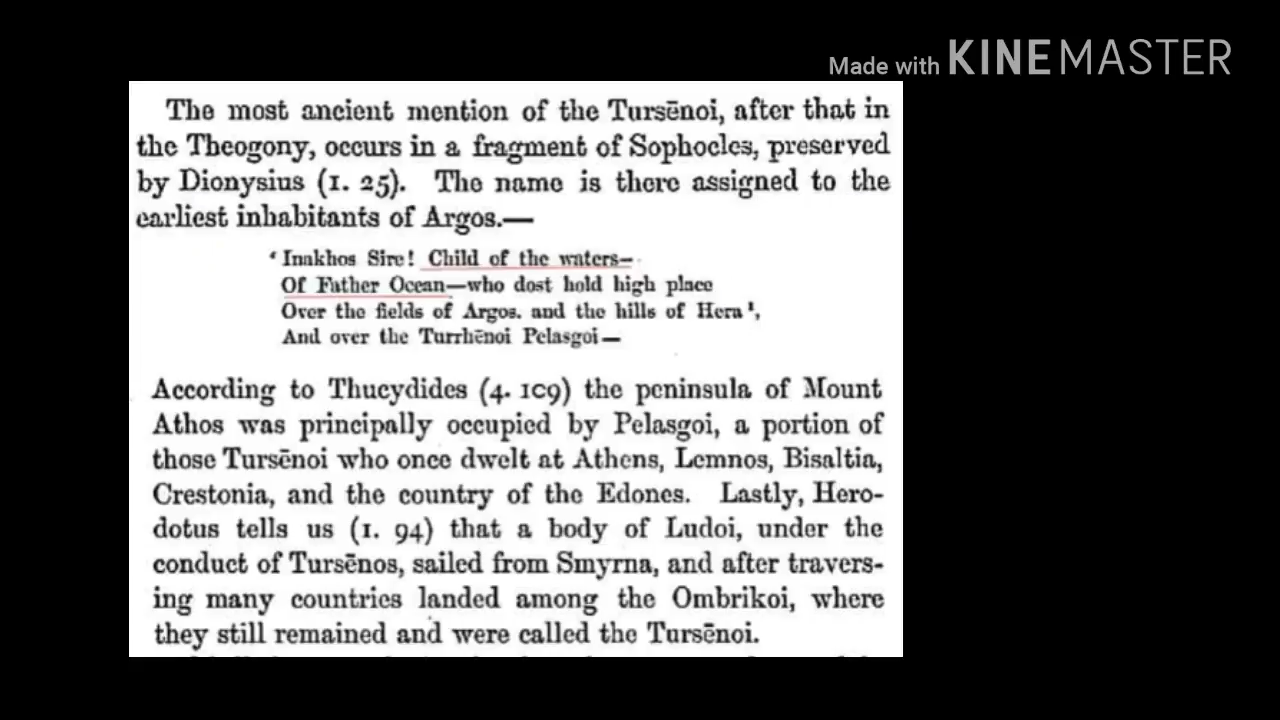 Made with KINEMASTER
The most ancient mention of the Tursēnoi, after that in
the Theogony, occurs in a fragment of Sophocles, preserved
by Dionysius (1. 25). The name is there assigned to the
earliest inhabitants of Argos.—
‘Inakhos Sire! Child of the waters—
Of Father Ocean—who dost hold high place
Over the fields of Argos. and the hills of Hera¹,
And over the Turrhēnoi Pelasgoi—
According to Thucydides (4. 109) the peninsula of Mount
Athos was principally occupied by Pelasgoi, a portion of
those Tursēnoi who once dwelt at Athens, Lemnos, Bisaltia,
Crestonia, and the country of the Edones. Lastly, Hero-
dotus tells us (1. 94) that a body of Ludoi, under the
conduct of Tursēnos, sailed from Smyrna, and after travers-
ing many countries landed among the Ombrikoi, where
they still remained and were called the Tursēnoi.